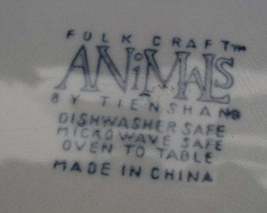 FOLK CRAFT™
ANiMALS
BY TIENSHAN®
DISHWASHER SAFE
MICROWAVE SAFE
OVEN TO TABLE
MADE IN CHINA